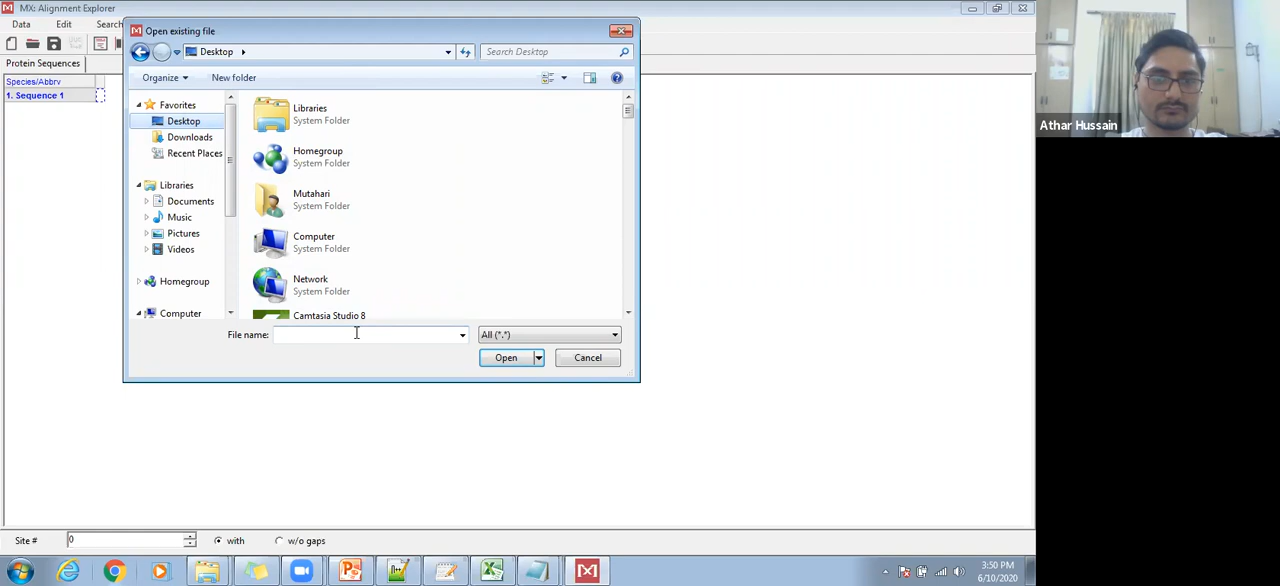 MX: Alignment Explorer
Data Edit Search
Protein Sequences
Species/Abbrv
1. Sequence 1
Open existing file
Desktop
Search Desktop
Organize New folder
Favorites
Desktop
Downloads
Recent Places
Libraries
Documents
Music
Pictures
Videos
Homegroup
Computer
Libraries
System Folder
Homegroup
System Folder
Mutahari
System Folder
Computer
System Folder
Network
System Folder
Camtasia Studio 8
File name: All (*.*)
Open Cancel
Site # 0 with w/o gaps
3:50 PM
6/10/2020
Athar Hussain